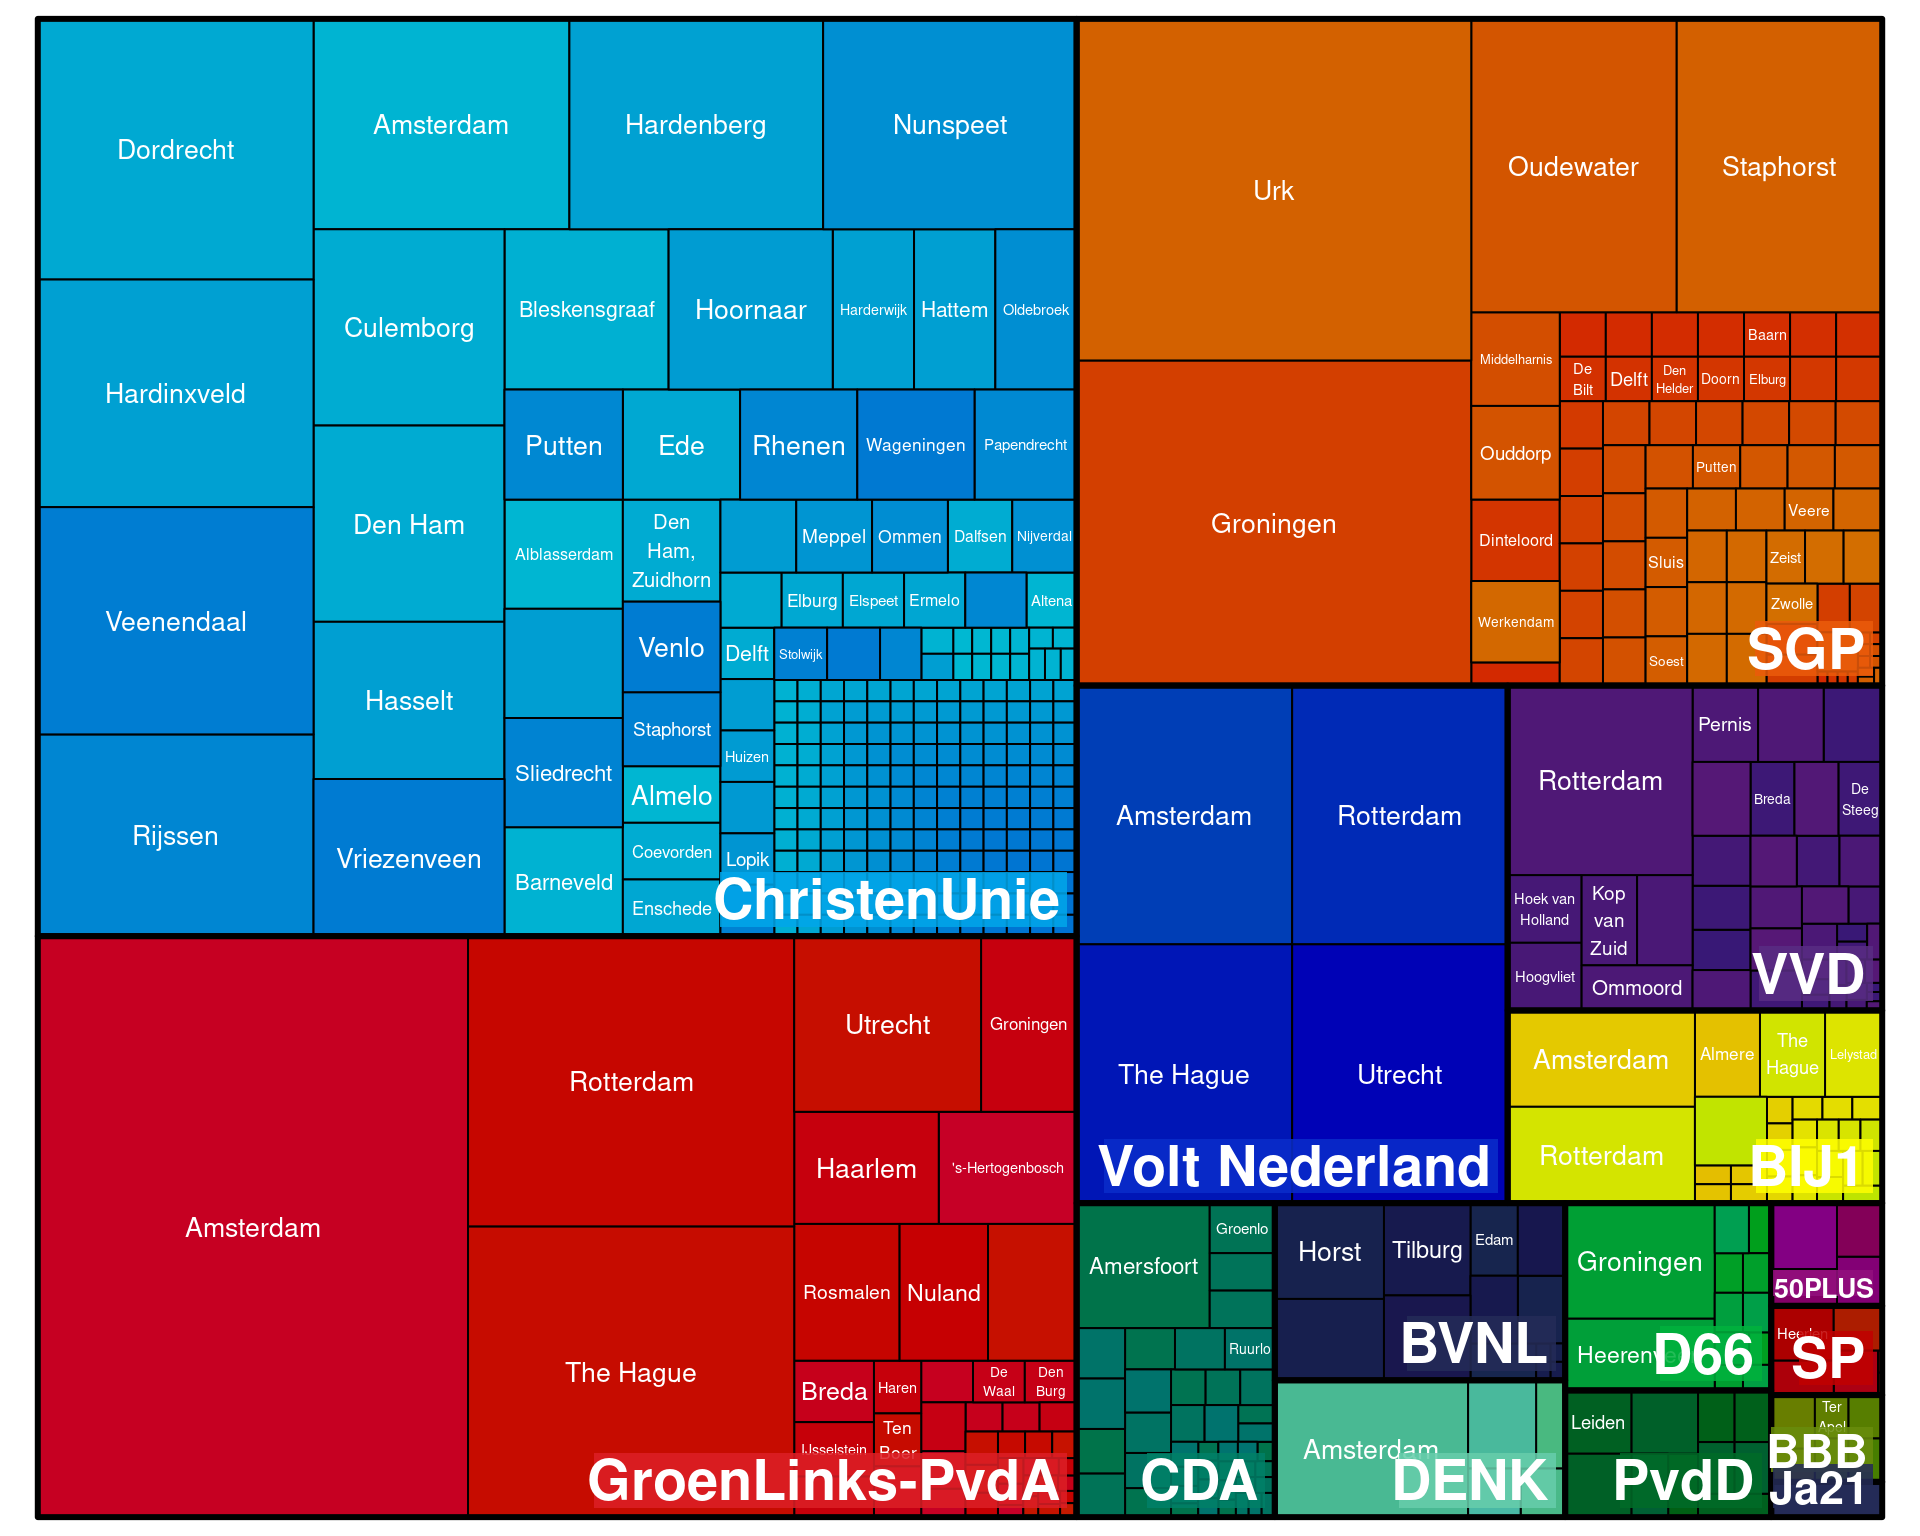 Dordrecht
Hardinxveld
Veenendaal
Rijssen
Amsterdam
Hardenberg
Nunspeet
Culemborg
Den Ham
Hasselt
Vriezenveen
Bleskensgraaf
Hoornaar
Harderwijk
Hattem
Oldebroek
Putten
Ede
Rhenen
Wageningen
Papendrecht
Alblasserdam
Sliedrecht
Barneveld
Den
Ham,
Zuidhorn
Venlo
Staphorst
Almelo
Coevorden
Enschede
Meppel
Ommen
Dalfsen
Nijverdal
Elburg
Elspeet
Ermelo
Altena
Delft
Stolwijk
Huizen
Lopik
ChristenUnie
Urk
Groningen
Oudewater
Staphorst
Middelharnis
Ouddorp
Dinteloord
Werkendam
Baarn
De
Bilt
Delft
Den
Helder
Doorn
Elburg
Putten
Veere
Sluis
Zeist
Zwolle
Soest
SGP
Amsterdam
Rotterdam
The Hague
Utrecht
Groningen
Haarlem
's-Hertogenbosch
Rosmalen
Nuland
Breda
Haren
De
Waal
Den
Burg
IJsselstein
Ten
Boer
GroenLinks-PvdA
Amsterdam
Rotterdam
The Hague
Utrecht
Volt Nederland
Rotterdam
Pernis
Breda
De
Steeg
Hoek van
Holland
Kop
van
Zuid
Hoogvliet
Ommoord
VVD
Amsterdam
Rotterdam
Almere
The
Hague
Lelystad
BIJ1
Amersfoort
Groenlo
Ruurlo
CDA
Horst
Tilburg
Edam
BVNL
Amsterdam
DENK
Groningen
D66
Leiden
PvdD
50PLUS
SP
Ter
Apel
BBB
Ja21